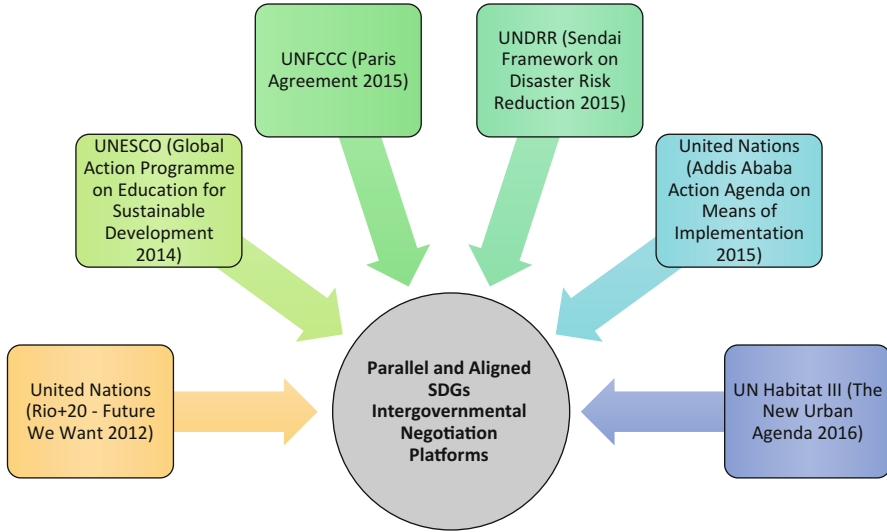 United Nations
(Rio+20 - Future
We Want 2012)
UNESCO (Global
Action Programme
on Education for
Sustainable
Development
2014)
UNFCCC (Paris
Agreement 2015)
UNDRR (Sendai
Framework on
Disaster Risk
Reduction 2015)
United Nations
(Addis Ababa
Action Agenda on
Means of
Implementation
2015)
UN Habitat III (The
New Urban
Agenda 2016)
Parallel and Aligned
SDGs
Intergovernmental
Negotiation
Platforms